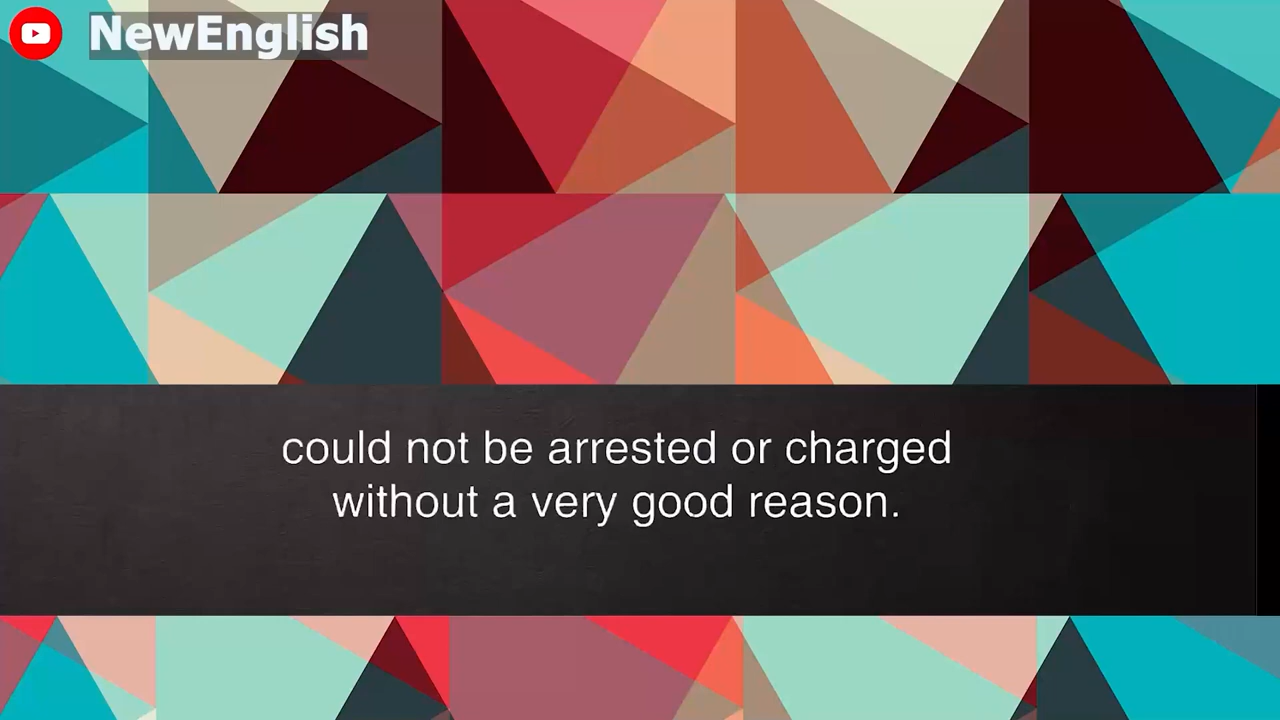 NewEnglish
could not be arrested or charged
without a very good reason.